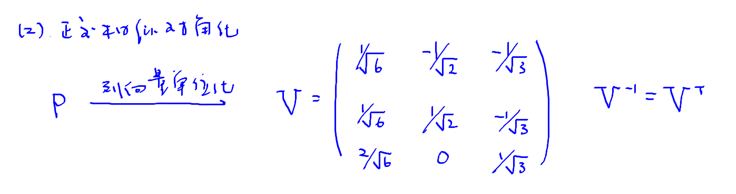 (2). 正交相似对角化
P 列向量单位化 → V = ( 1/√6 -1/√2 -1/√3
1/√6 1/√2 -1/√3
2/√6 0 1/√3 ) V⁻¹ = Vᵀ